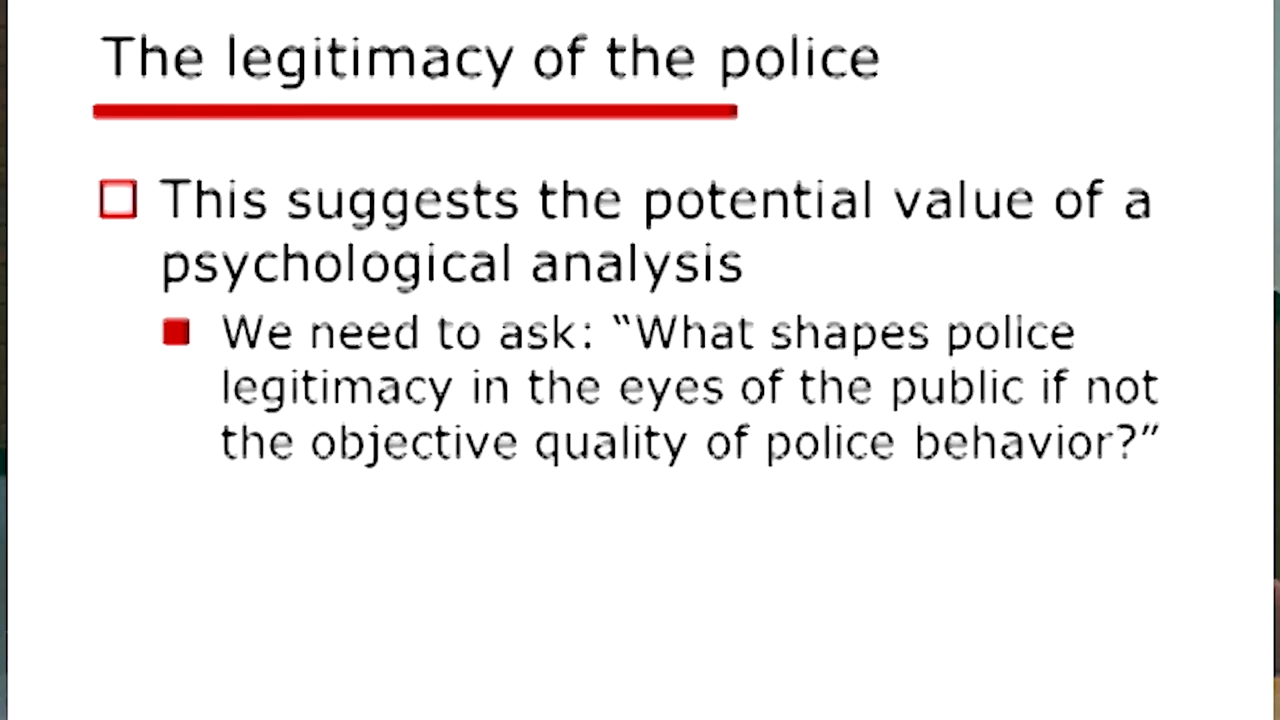 The legitimacy of the police
This suggests the potential value of a
psychological analysis
We need to ask: “What shapes police
legitimacy in the eyes of the public if not
the objective quality of police behavior?”